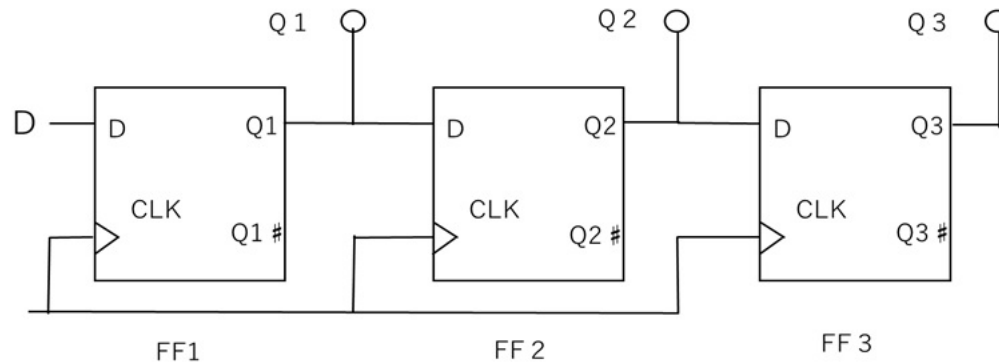 Q 1 Q 2 Q 3
D D Q1 D Q2 D Q3
CLK CLK CLK
Q1 # Q2 # Q3 #
FF1 FF 2 FF 3